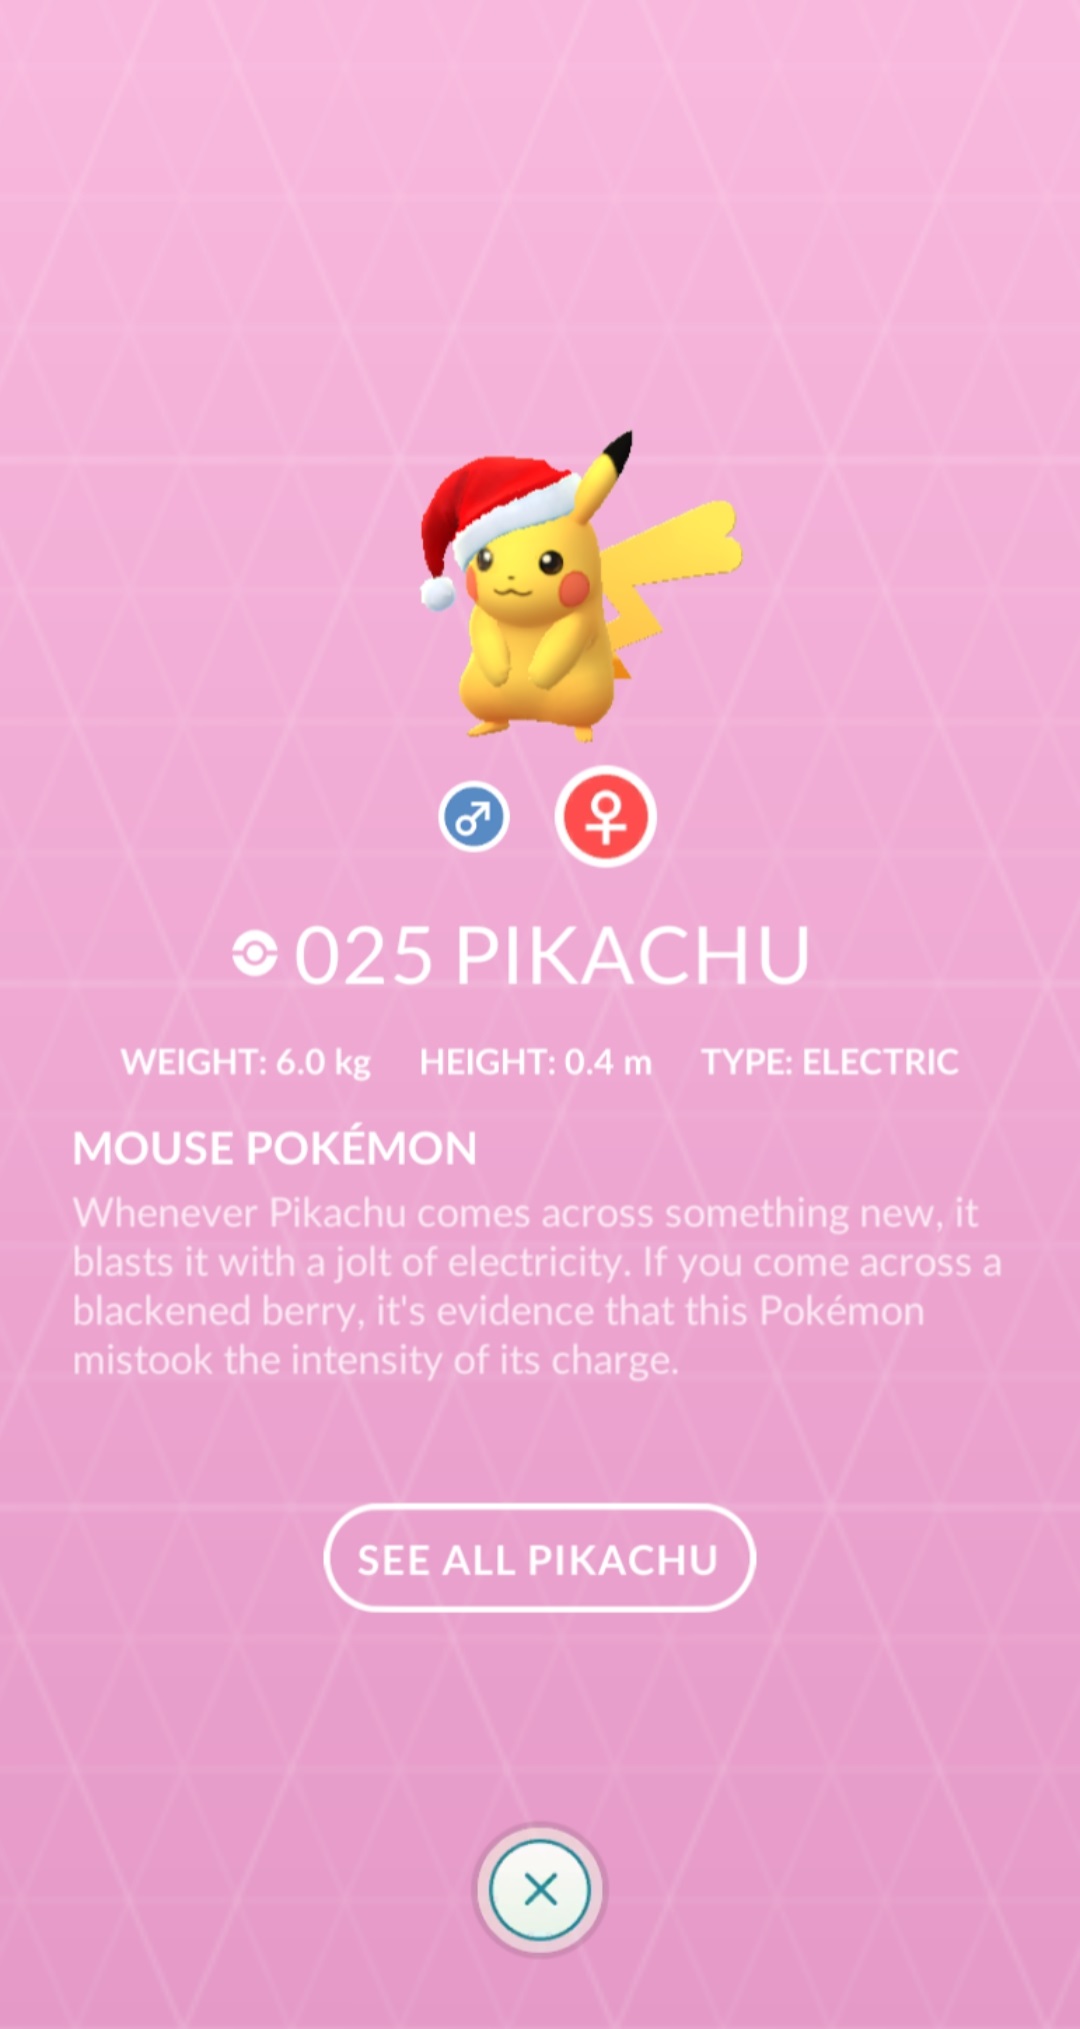 025 PIKACHU
WEIGHT: 6.0 kg HEIGHT: 0.4 m TYPE: ELECTRIC
MOUSE POKÉMON
Whenever Pikachu comes across something new, it
blasts it with a jolt of electricity. If you come across a
blackened berry, it's evidence that this Pokémon
mistook the intensity of its charge.
SEE ALL PIKACHU